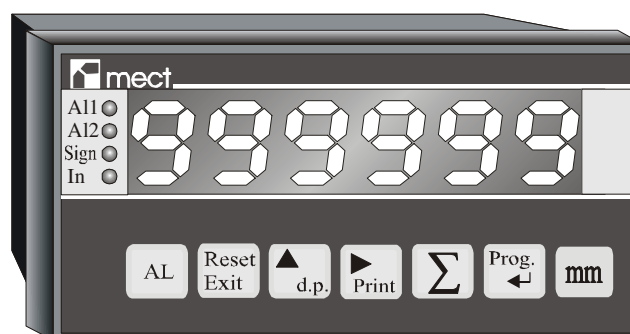 mect
Al1
Al2
Sign
In
999999
AL
Reset
Exit
▲
d.p.
▶
Print
Σ
Prog.
↵
mm